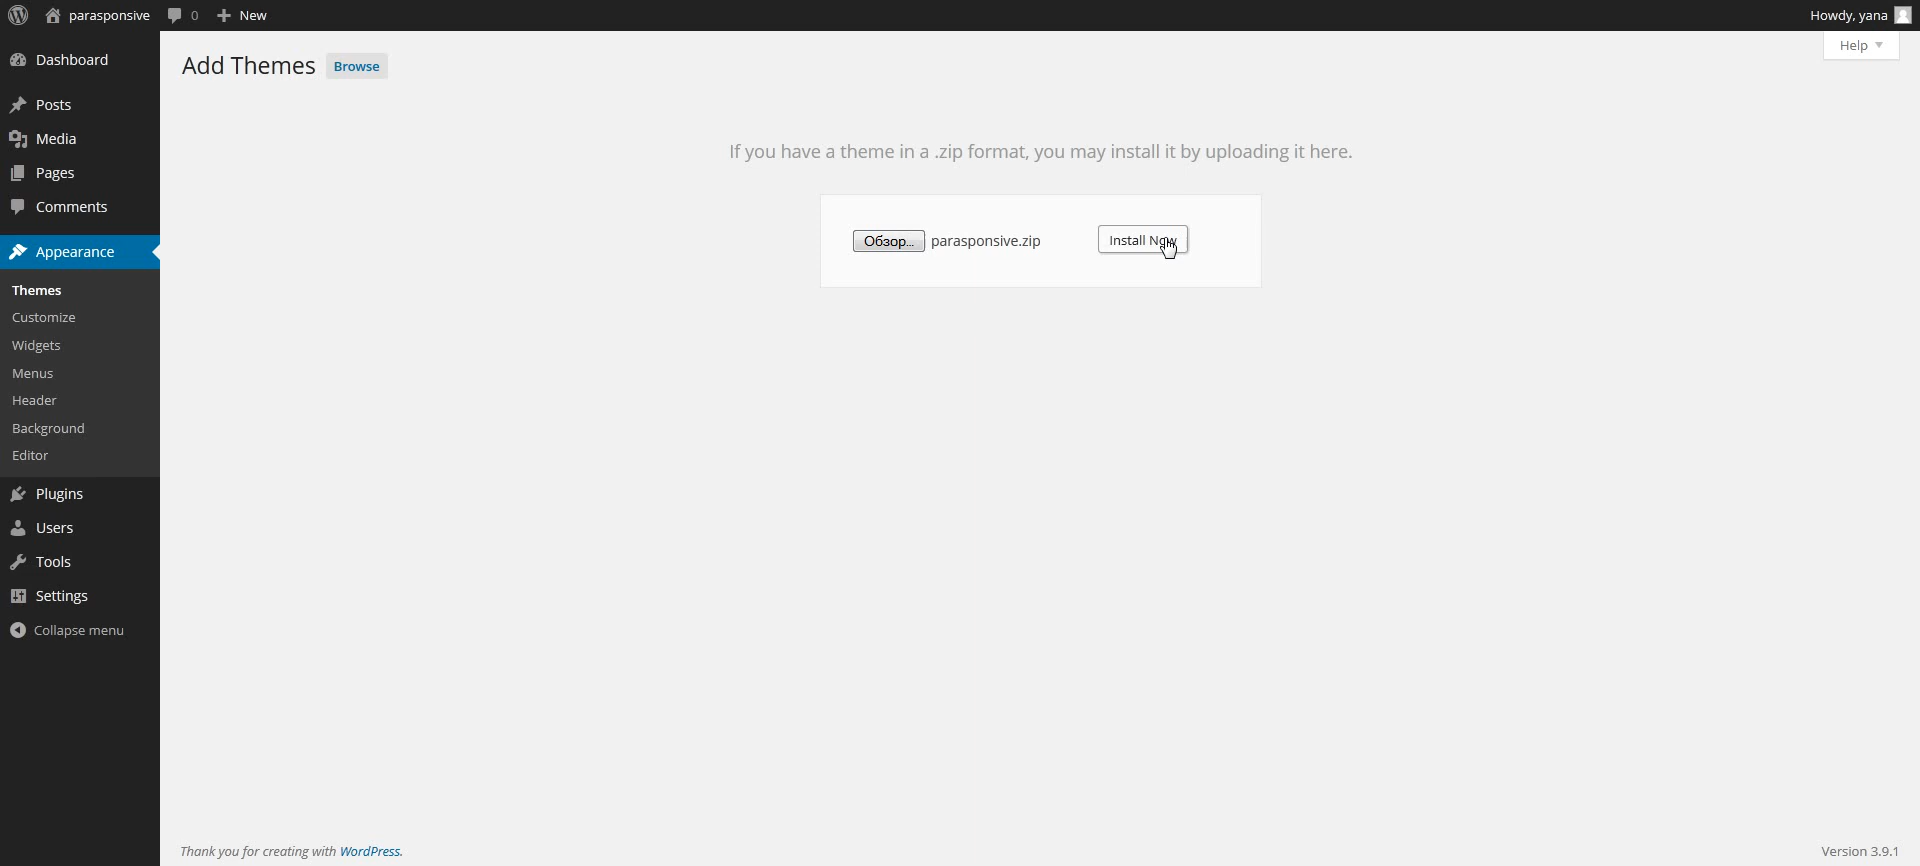 parasponsive
0
New
Howdy, yana
Help
Dashboard
Posts
Media
Pages
Comments
Appearance
Themes
Customize
Widgets
Menus
Header
Background
Editor
Plugins
Users
Tools
Settings
Collapse menu
Add Themes
Browse
If you have a theme in a .zip format, you may install it by uploading it here.
Обзор...
parasponsive.zip
Install Now
Thank you for creating with WordPress.
Version 3.9.1